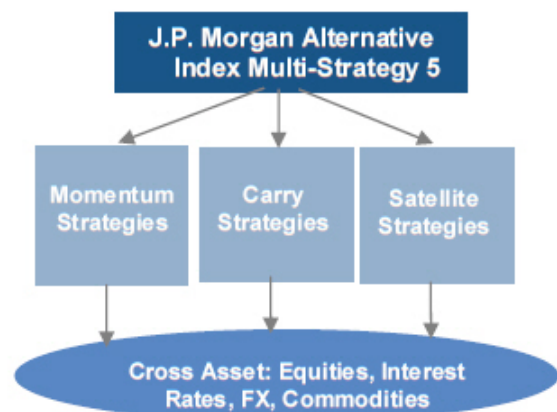 J.P. Morgan Alternative
Index Multi-Strategy 5
Momentum
Strategies
Carry
Strategies
Satellite
Strategies
Cross Asset: Equities, Interest
Rates, FX, Commodities